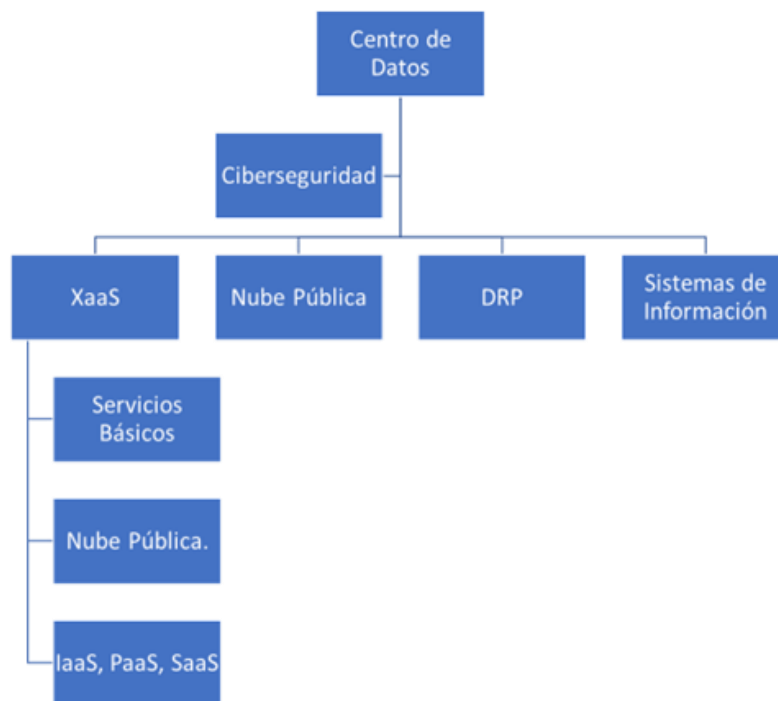 Centro de
Datos
Ciberseguridad
XaaS
Nube Pública
DRP
Sistemas de
Información
Servicios
Básicos
Nube Pública.
IaaS, PaaS, SaaS